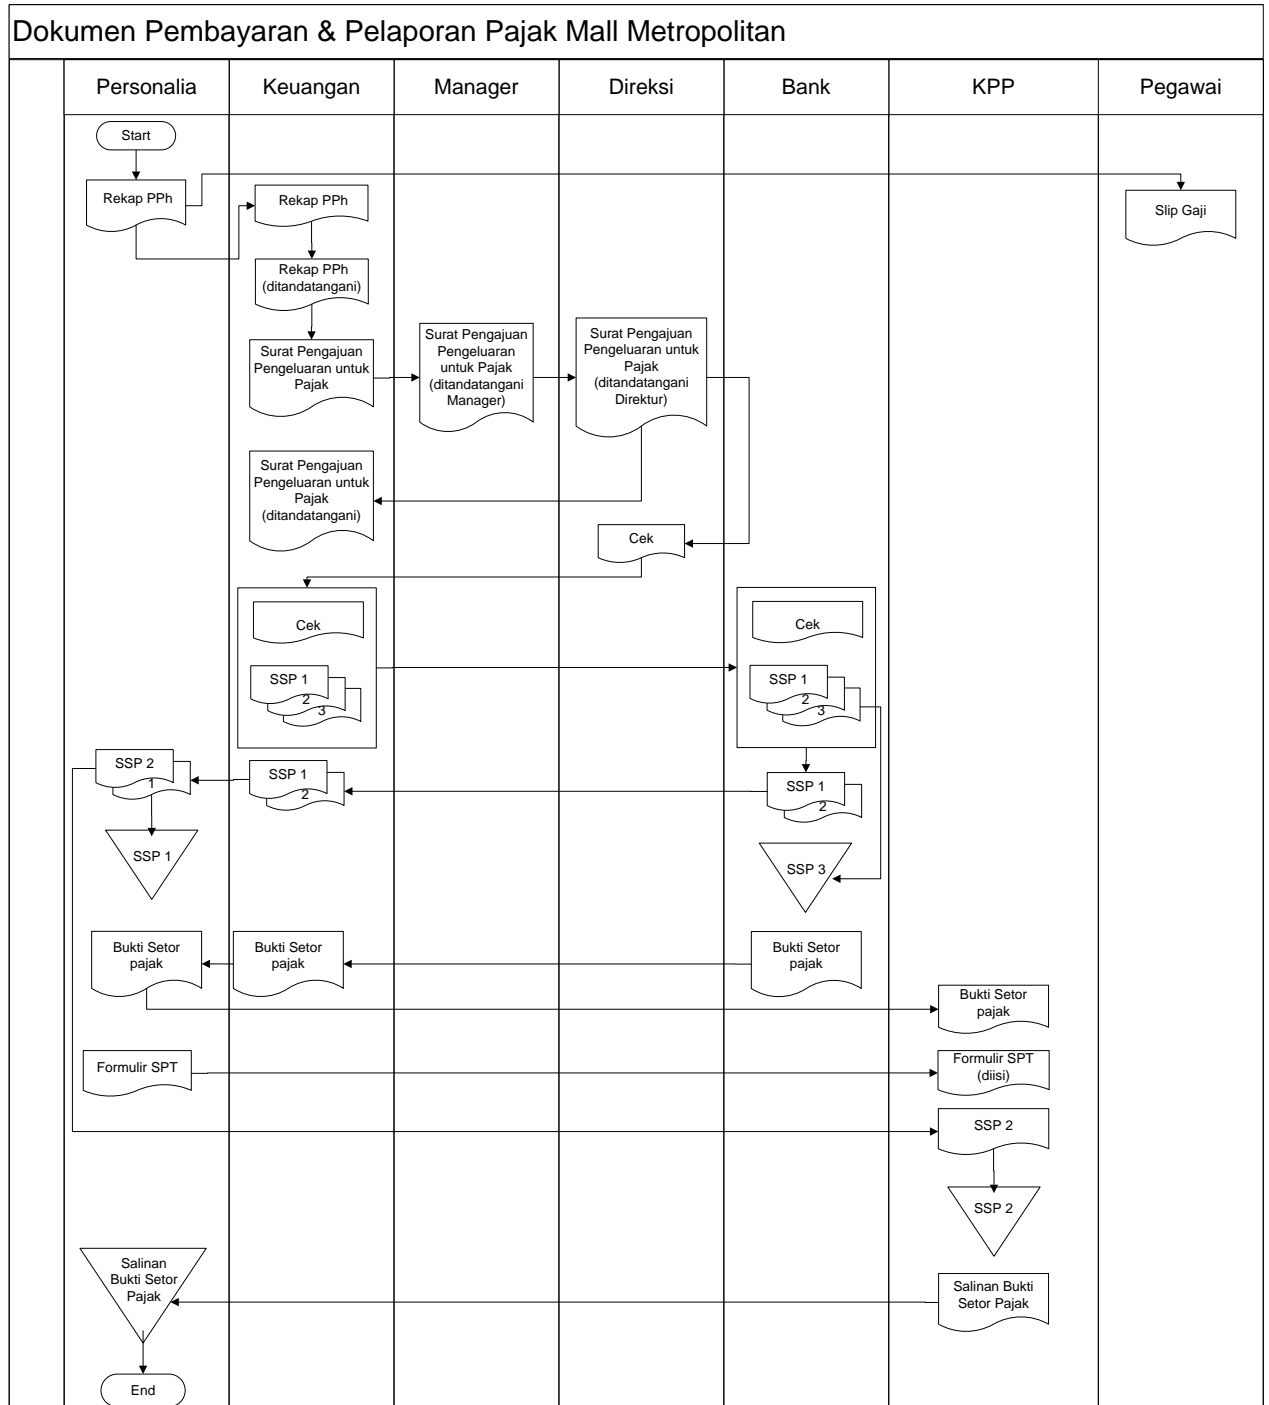 Dokumen Pembayaran & Pelaporan Pajak Mall Metropolitan
Personalia
Keuangan
Manager
Direksi
Bank
KPP
Pegawai
Start
Rekap PPh
Rekap PPh
Slip Gaji
Rekap PPh
(ditandatangani)
Surat Pengajuan
Pengeluaran untuk
Pajak
Surat Pengajuan
Pengeluaran
untuk Pajak
(ditandatangani
Manager)
Surat Pengajuan
Pengeluaran untuk
Pajak
(ditandatangani
Direktur)
Surat Pengajuan
Pengeluaran untuk
Pajak
(ditandatangani)
Cek
Cek
SSP 1
2
3
Cek
SSP 1
2
3
SSP 2
1
SSP 1
2
SSP 1
2
SSP 1
SSP 3
Bukti Setor
pajak
Bukti Setor
pajak
Bukti Setor
pajak
Bukti Setor
pajak
Formulir SPT
Formulir SPT
(diisi)
SSP 2
SSP 2
Salinan
Bukti Setor
Pajak
Salinan Bukti
Setor Pajak
End